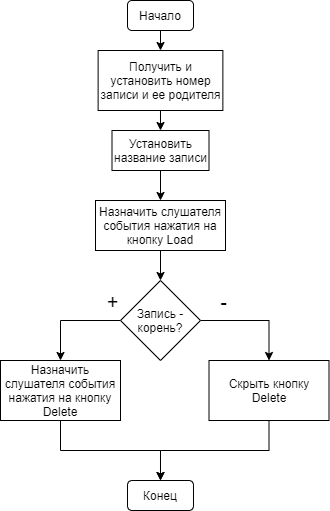 Начало
Получить и
установить номер
записи и ее родителя
Установить
название записи
Назначить слушателя
события нажатия на
кнопку Load
Запись -
корень?
+
-
Назначить
слушателя события
нажатия на кнопку
Delete
Скрыть кнопку
Delete
Конец